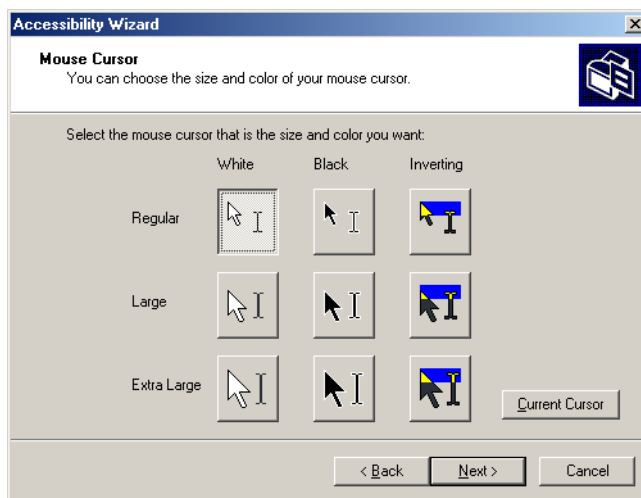 Accessibility Wizard
Mouse Cursor
You can choose the size and color of your mouse cursor.
Select the mouse cursor that is the size and color you want:
White Black Inverting
Regular
Large
Extra Large
Current Cursor
< Back Next > Cancel